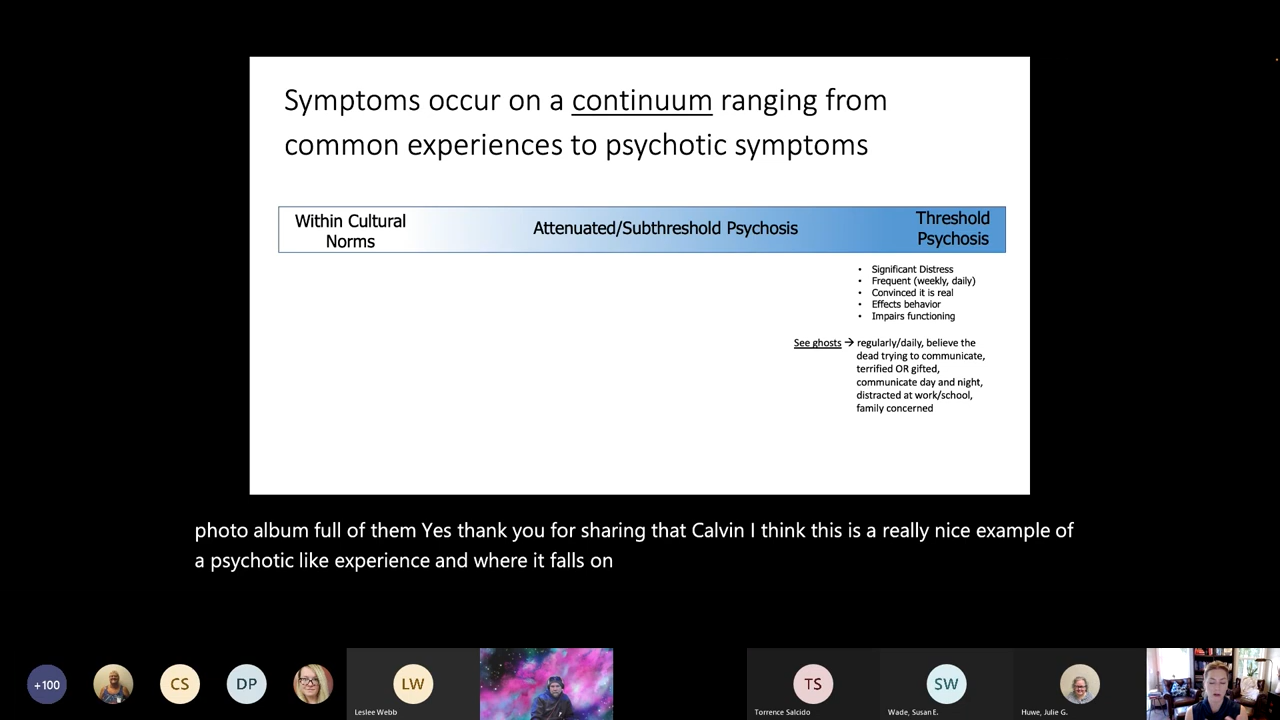 Symptoms occur on a continuum ranging from
common experiences to psychotic symptoms
Within Cultural
Norms
Attenuated/Subthreshold Psychosis
Threshold
Psychosis
• Significant Distress
• Frequent (weekly, daily)
• Convinced it is real
• Effects behavior
• Impairs functioning
See ghosts → regularly/daily, believe the
dead trying to communicate,
terrified OR gifted,
communicate day and night,
distracted at work/school,
family concerned
photo album full of them Yes thank you for sharing that Calvin I think this is a really nice example of
a psychotic like experience and where it falls on
+100
CS
DP
LW
Leslee Webb
TS
Torrence Salcido
SW
Wade, Susan E.
Huwe, Julie G.